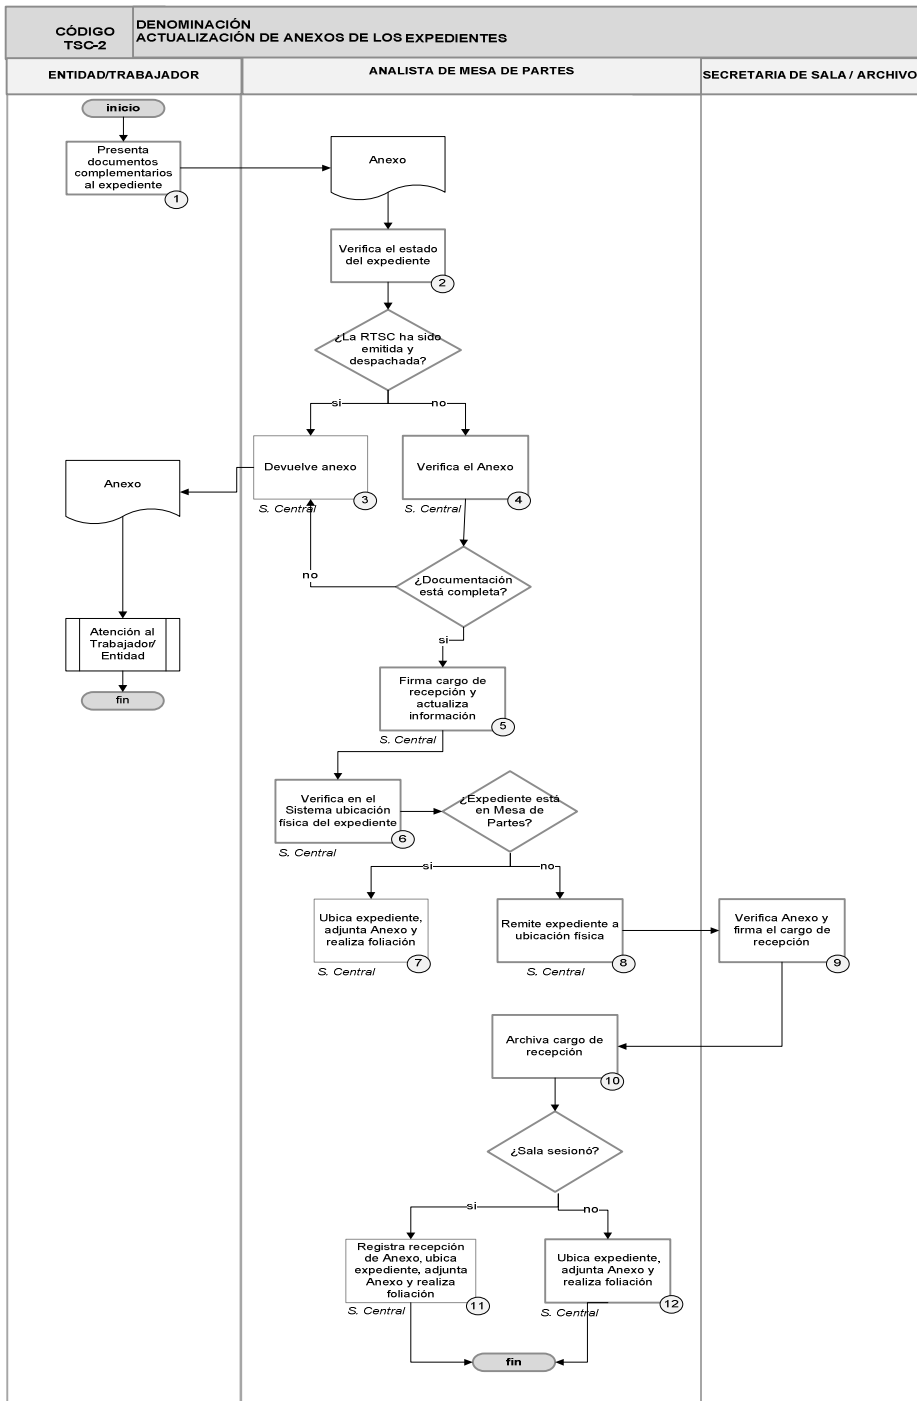 CÓDIGO
TSC-2
DENOMINACIÓN
ACTUALIZACIÓN DE ANEXOS DE LOS EXPEDIENTES
ENTIDAD/TRABAJADOR
ANALISTA DE MESA DE PARTES
SECRETARIA DE SALA / ARCHIVO
inicio
Presenta
documentos
complementarios
al expediente
1
Anexo
Verifica el estado
del expediente
2
¿La RTSC ha sido
emitida y
despachada?
si
no
Devuelve anexo
3
S. Central
Verifica el Anexo
4
S. Central
Anexo
¿Documentación
está completa?
no
si
Atención al
Trabajador/
Entidad
fin
Firma cargo de
recepción y
actualiza
información
5
S. Central
Verifica en el
Sistema ubicación
física del expediente
6
S. Central
¿Expediente está
en Mesa de
Partes?
si
no
Ubica expediente,
adjunta Anexo y
realiza foliación
7
S. Central
Remite expediente a
ubicación física
8
S. Central
Verifica Anexo y
firma el cargo de
recepción
9
Archiva cargo de
recepción
10
¿Sala sesionó?
si
no
Registra recepción
de Anexo, ubica
expediente, adjunta
Anexo y realiza
foliación
11
S. Central
Ubica expediente,
adjunta Anexo y
realiza foliación
12
S. Central
fin